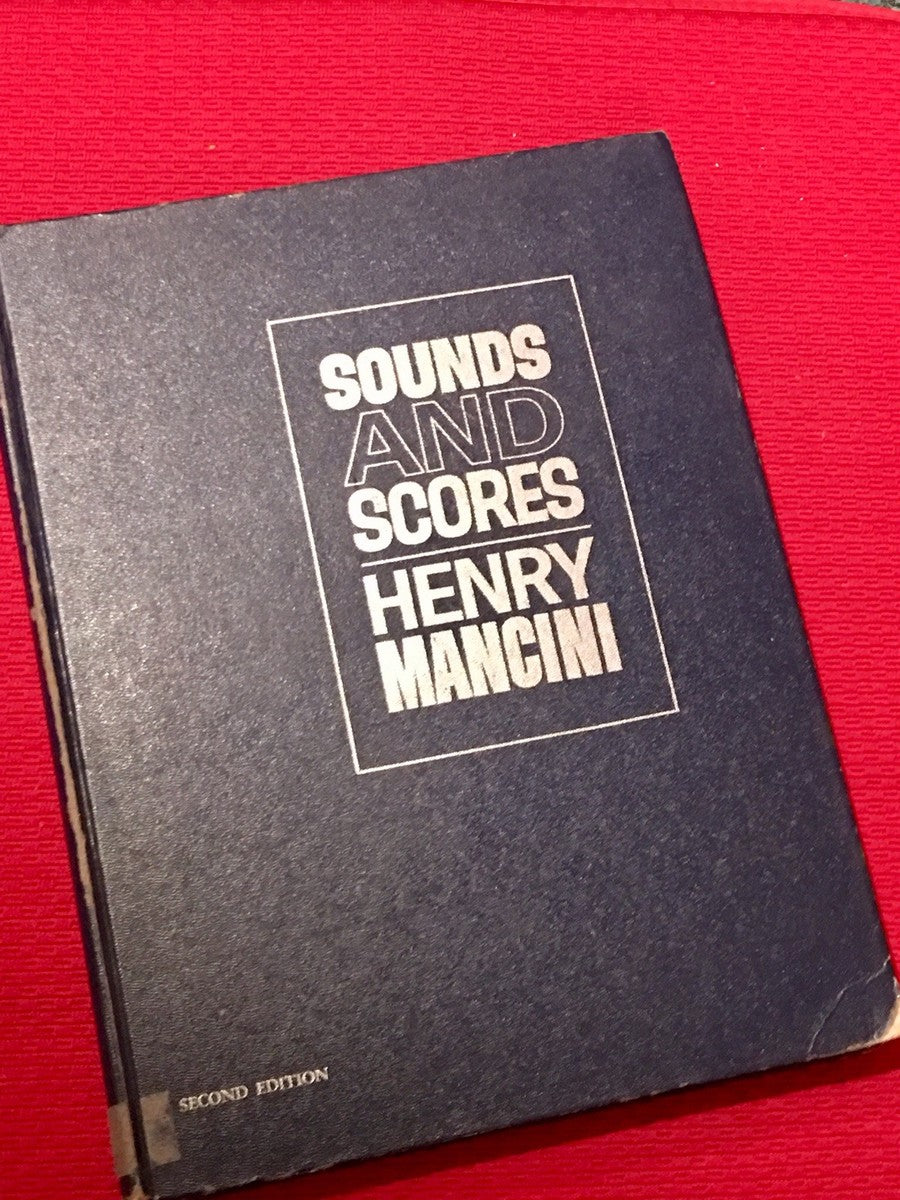 SOUNDS
AND
SCORES
HENRY
MANCINI
SECOND EDITION